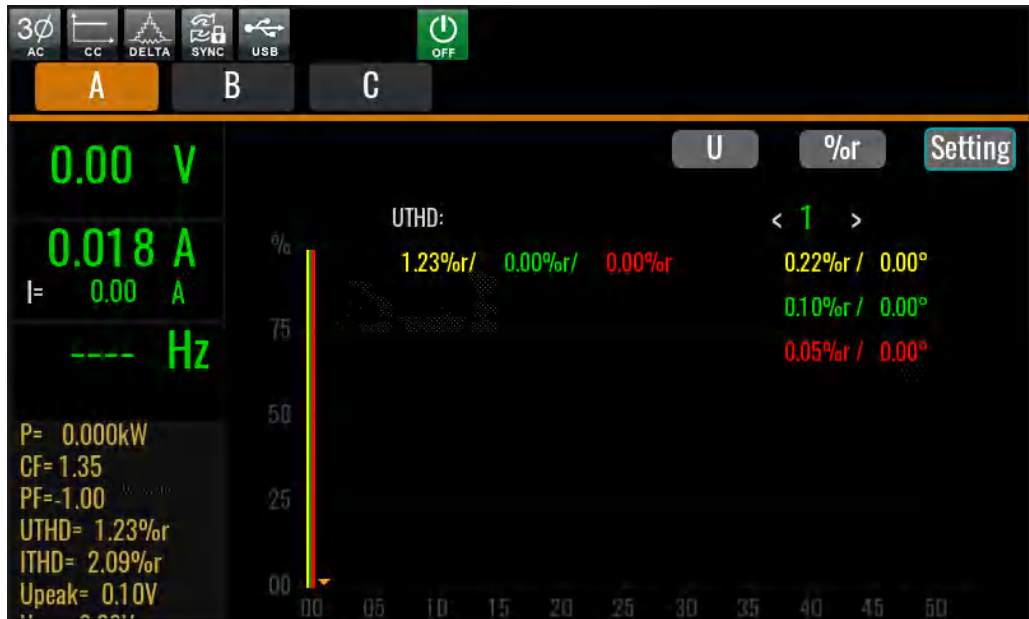 3Ø AC CC DELTA SYNC USB OFF
A B C
U %r Setting
0.00 V
0.018 A
I= 0.00 A
---- Hz
P= 0.000kW
CF= 1.35
PF=-1.00
UTHD= 1.23%r
ITHD= 2.09%r
Upeak= 0.10V
UTHD: < 1 >
1.23%r/ 0.00%r/ 0.00%r 0.22%r / 0.00°
0.10%r / 0.00°
0.05%r / 0.00°
%
75
50
25
00
00 05 10 15 20 25 30 35 40 45 50